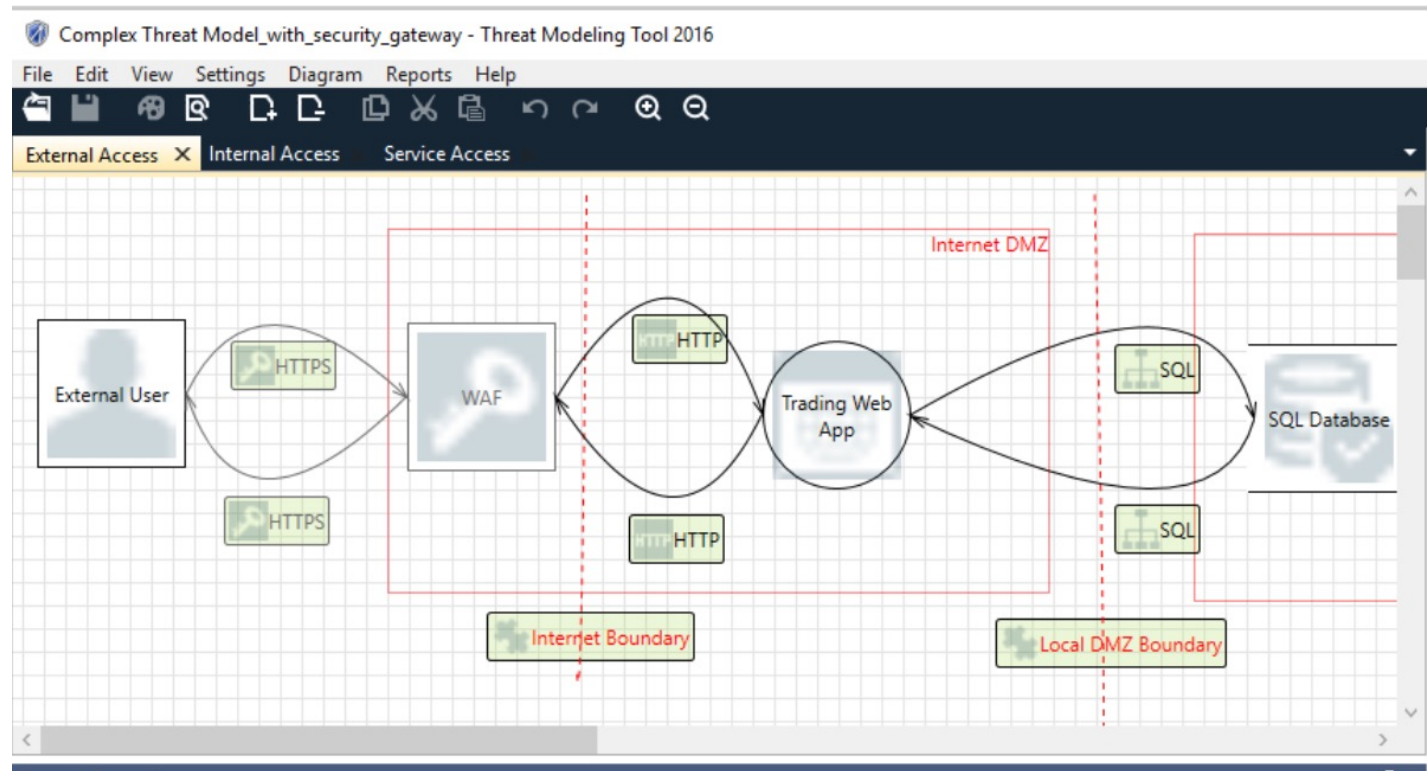 Complex Threat Model_with_security_gateway - Threat Modeling Tool 2016
File Edit View Settings Diagram Reports Help
External Access X Internal Access Service Access
Internet DMZ
External User
HTTPS
HTTPS
WAF
HTTP HTTP
HTTP HTTP
Trading Web
App
SQL
SQL
SQL Database
Internet Boundary
Local DMZ Boundary